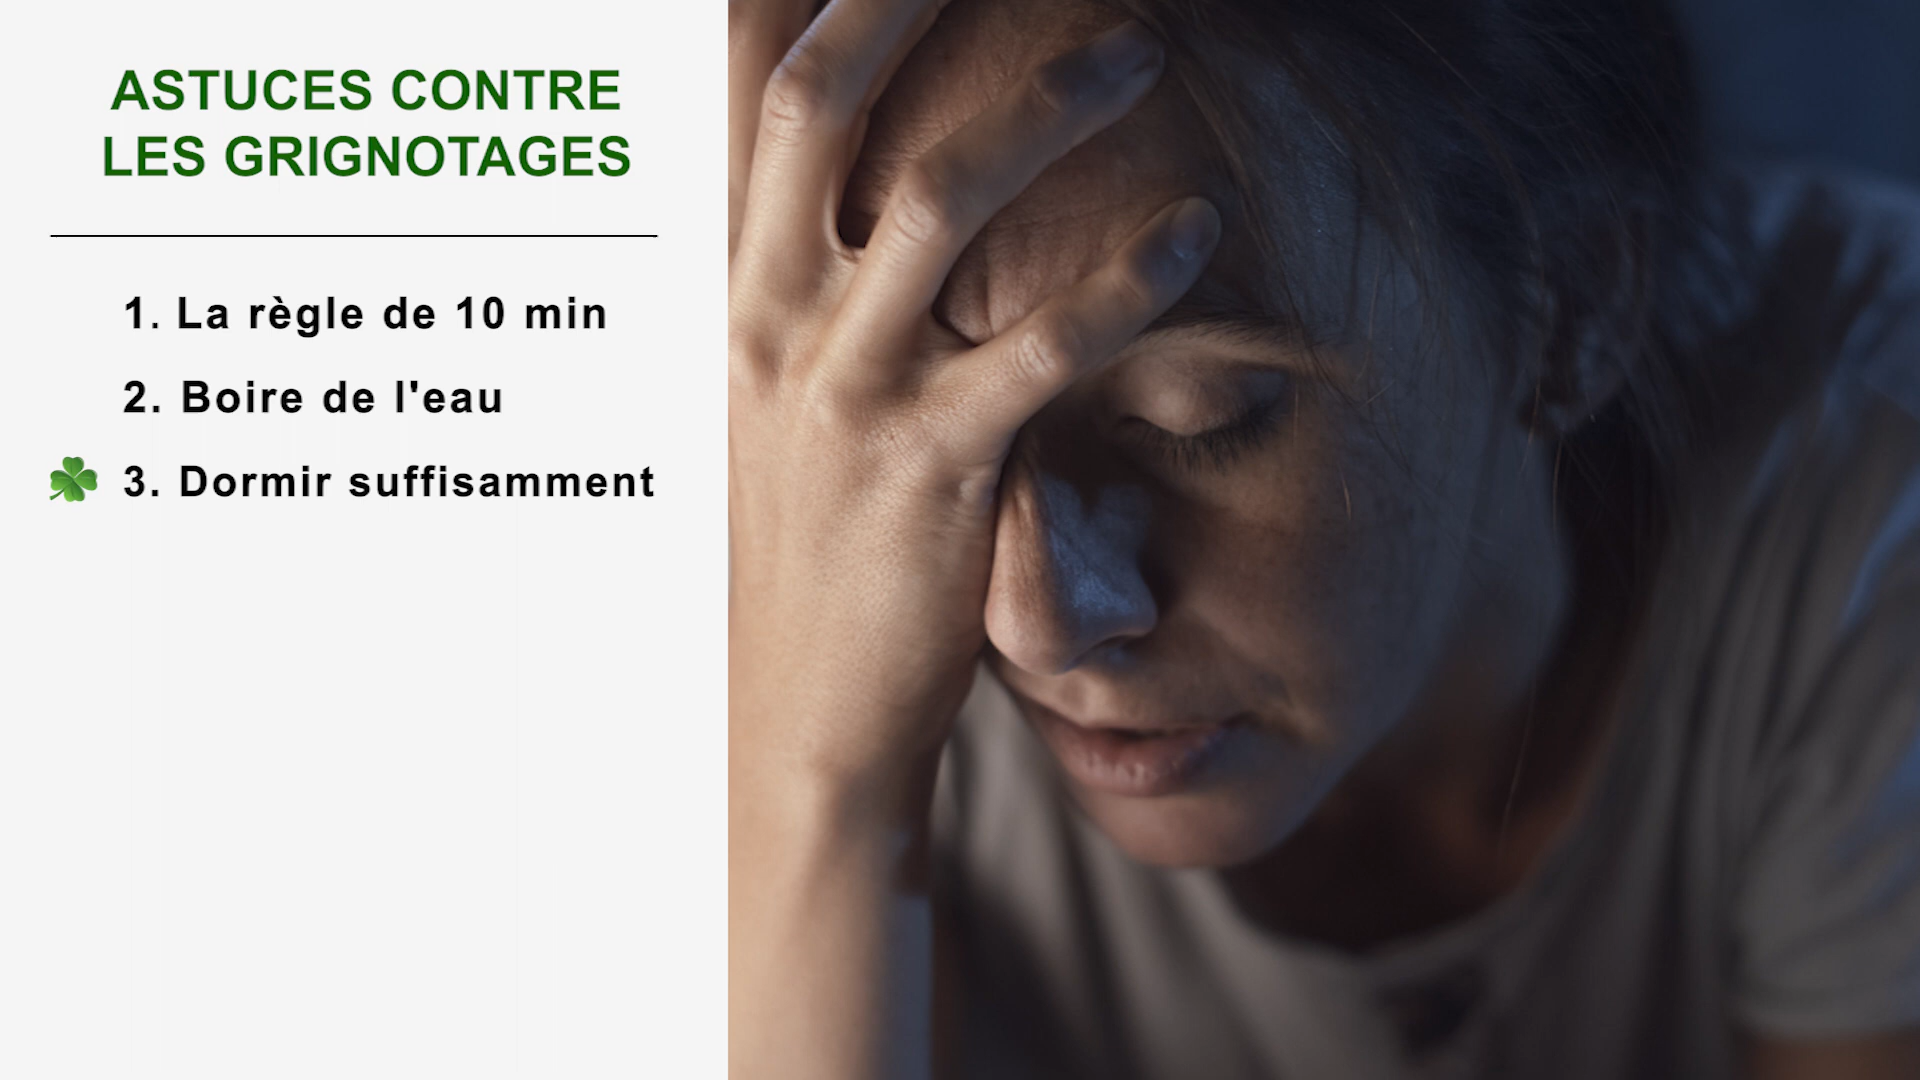 ASTUCES CONTRE
LES GRIGNOTAGES
1. La règle de 10 min
2. Boire de l'eau
3. Dormir suffisamment